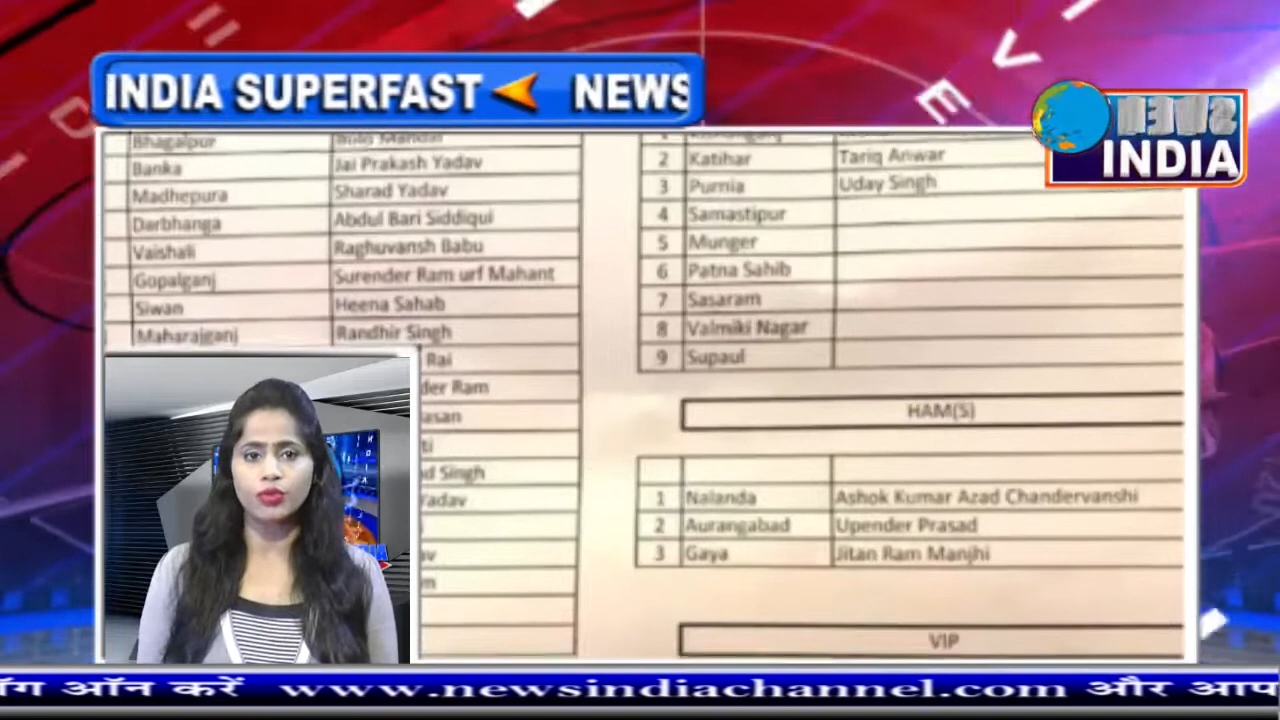 INDIA SUPERFAST NEWS
NEWS
INDIA
Bhagalpur Bulo Mandal
Banka Jai Prakash Yadav
Madhepura Sharad Yadav
Darbhanga Abdul Bari Siddiqui
Vaishali Raghuvansh Babu
Gopalganj Surender Ram urf Mahant
Siwan Heena Sahab
Maharajganj Randhir Singh
Rai
der Ram
asan
ti
d Singh
Yadav
av
m
2 Katihar Tariq Anwar
3 Purnia Uday Singh
4 Samastipur
5 Munger
6 Patna Sahib
7 Sasaram
8 Valmiki Nagar
9 Supaul
HAM(S)
1 Nalanda Ashok Kumar Azad Chandervanshi
2 Aurangabad Upender Prasad
3 Gaya Jitan Ram Manjhi
VIP
ॉग ऑन करें www.newsindiachannel.com और आप